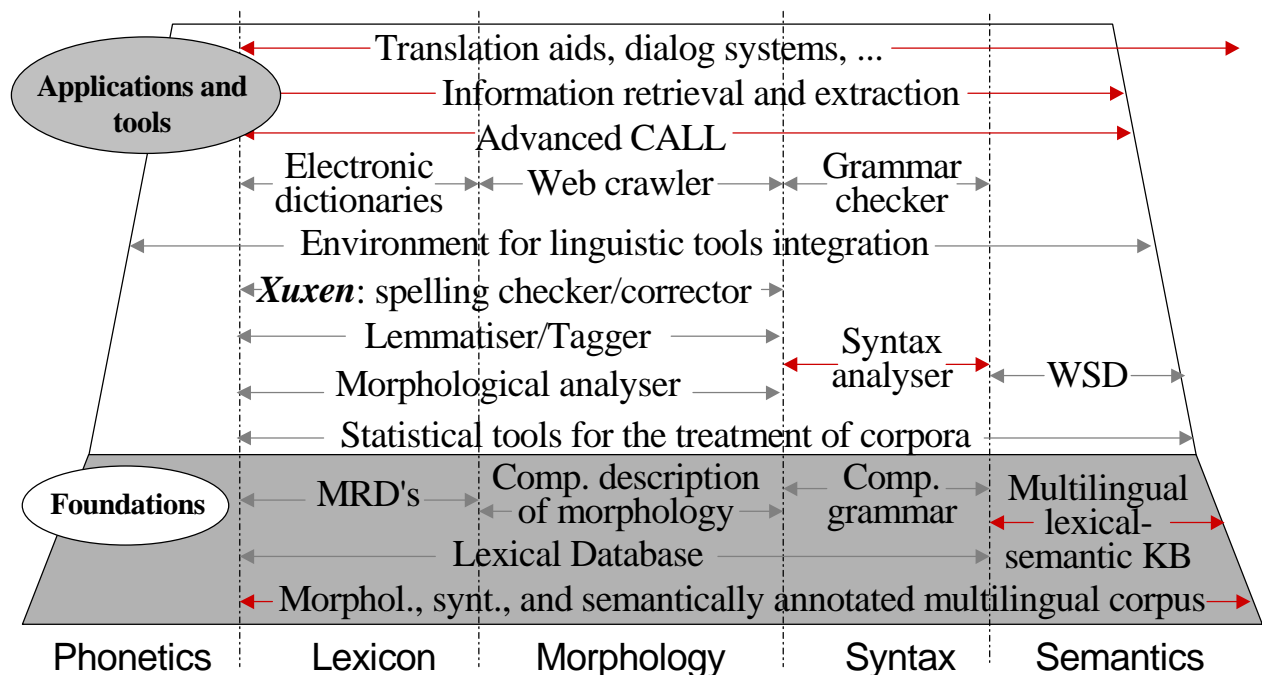 Translation aids, dialog systems, ...
Applications and
tools
Information retrieval and extraction
Advanced CALL
Electronic
dictionaries
Web crawler
Grammar
checker
Environment for linguistic tools integration
Xuxen: spelling checker/corrector
Lemmatiser/Tagger
Syntax
analyser
WSD
Morphological analyser
Statistical tools for the treatment of corpora
Foundations
MRD's
Comp. description
of morphology
Comp.
grammar
Multilingual
lexical-
semantic KB
Lexical Database
Morphol., synt., and semantically annotated multilingual corpus
Phonetics
Lexicon
Morphology
Syntax
Semantics